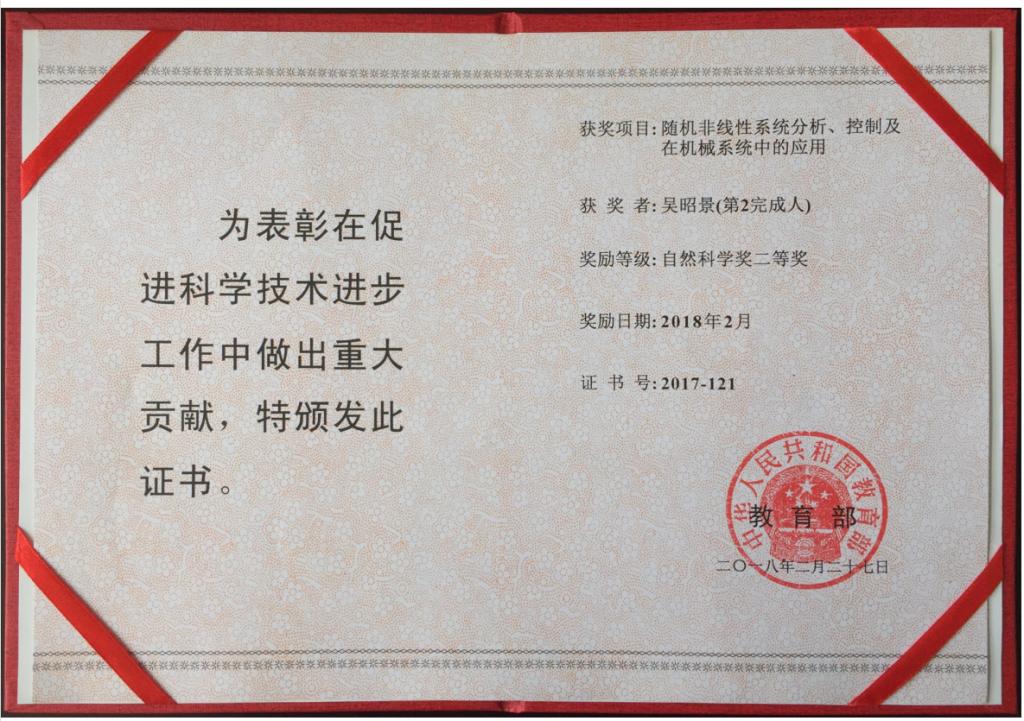 为表彰在促
进科学技术进步
工作中做出重大
贡献，特颁发此
证书。
获奖项目:随机非线性系统分析、控制及
在机械系统中的应用
获 奖 者:吴昭景(第2完成人)
奖励等级:自然科学奖二等奖
奖励日期:2018年2月
证 书 号:2017-121
中华人民共和国教育部
教 育 部
二〇一八年二月二十七日